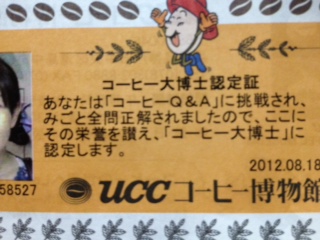 コーヒー大博士認定証
あなたは「コーヒーQ&A」に挑戦され、
みごと全問正解されましたので、ここに
その栄誉を讃え、「コーヒー大博士」に
認定します。
2012.08.18
58527
UCCコーヒー博物館